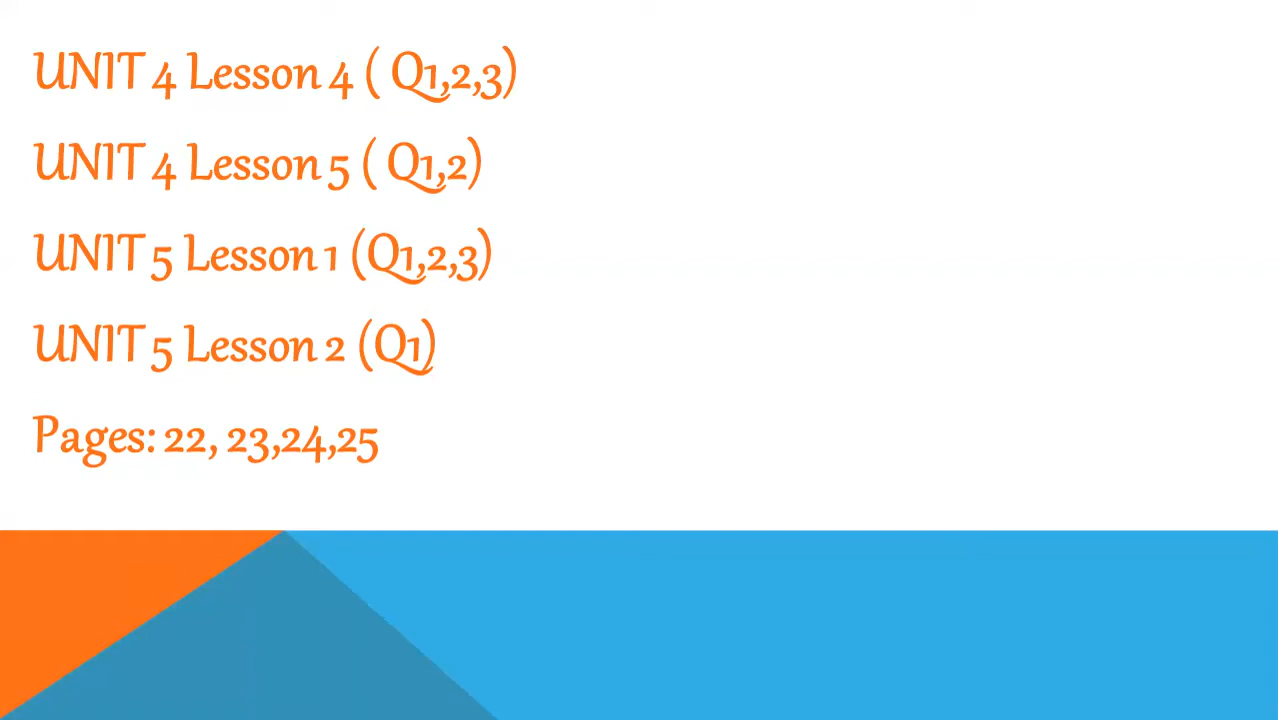 UNIT 4 Lesson 4 ( Q1,2,3)
UNIT 4 Lesson 5 ( Q1,2)
UNIT 5 Lesson 1 (Q1,2,3)
UNIT 5 Lesson 2 (Q1)
Pages: 22, 23,24,25